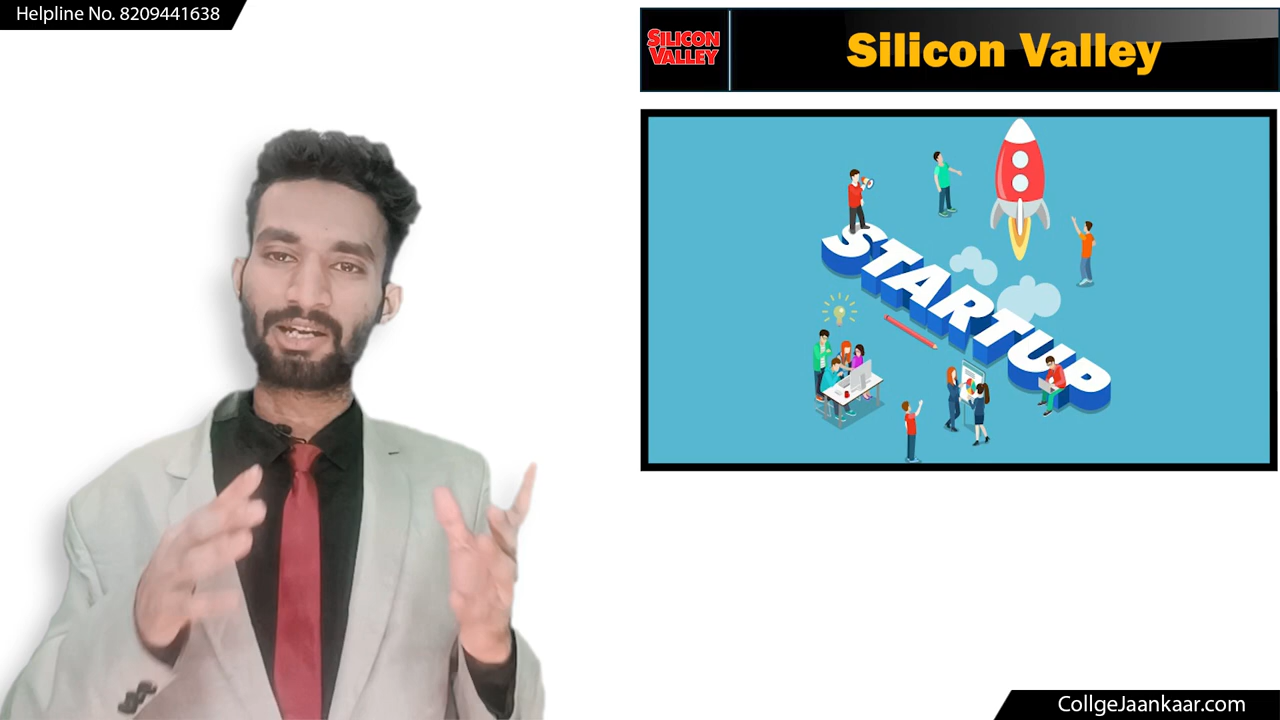 Helpline No. 8209441638
SILICON
VALLEY
Silicon Valley
STARTUP
CollgeJaankaar.com